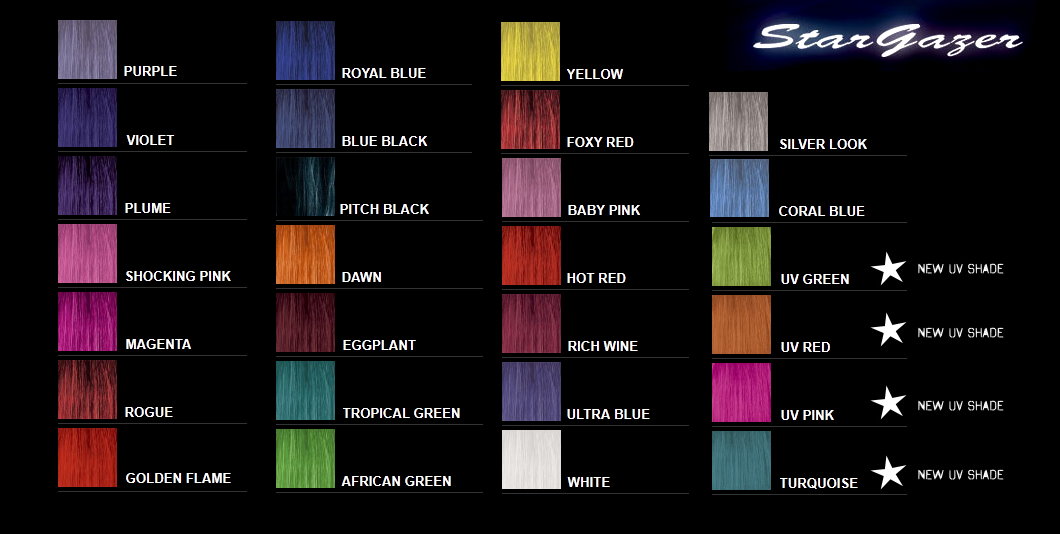 StarGazer
PURPLE
VIOLET
PLUME
SHOCKING PINK
MAGENTA
ROGUE
GOLDEN FLAME
ROYAL BLUE
BLUE BLACK
PITCH BLACK
DAWN
EGGPLANT
TROPICAL GREEN
AFRICAN GREEN
YELLOW
FOXY RED
BABY PINK
HOT RED
RICH WINE
ULTRA BLUE
WHITE
SILVER LOOK
CORAL BLUE
UV GREEN NEW UV SHADE
UV RED NEW UV SHADE
UV PINK NEW UV SHADE
TURQUOISE NEW UV SHADE